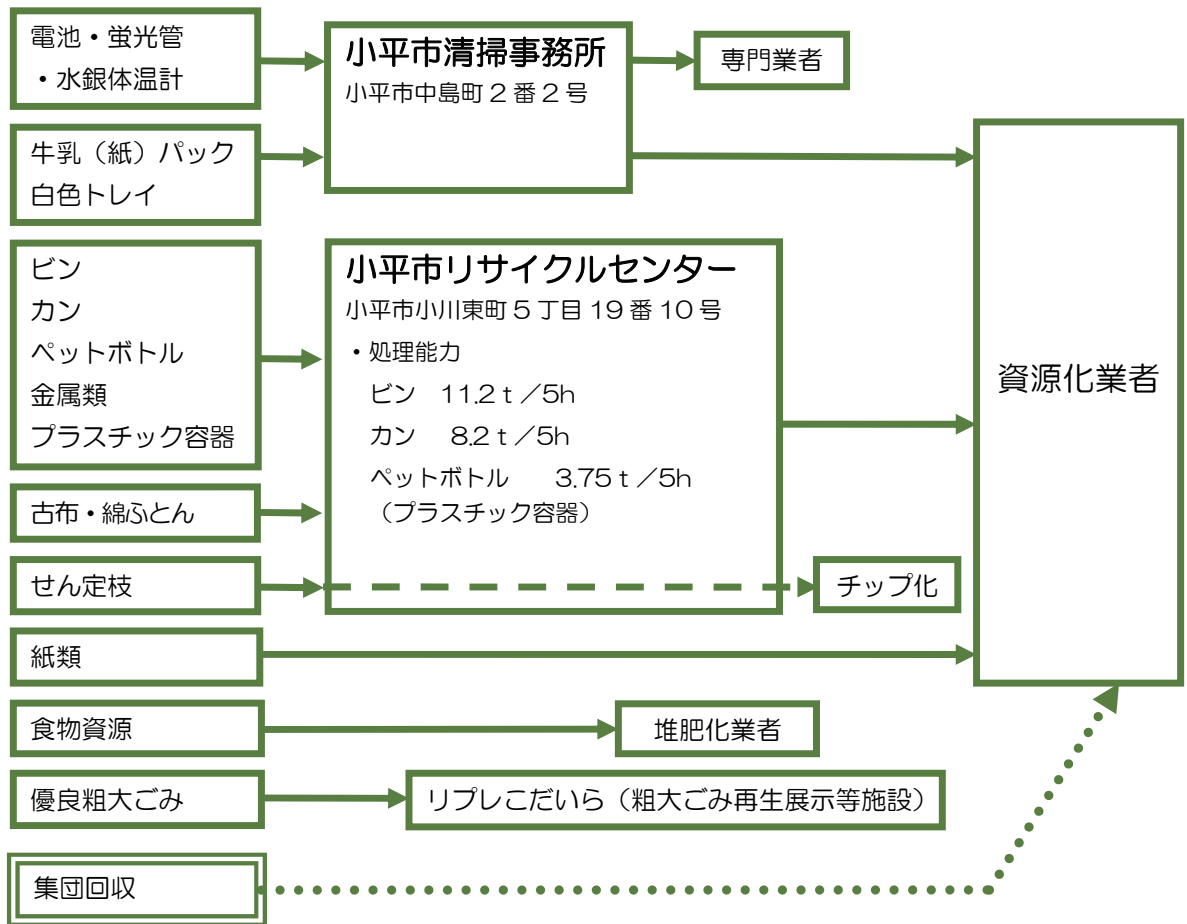 電池・蛍光管
・水銀体温計
小平市清掃事務所
小平市中島町2番2号
専門業者
牛乳（紙）パック
白色トレイ
ビン
カン
ペットボトル
金属類
プラスチック容器
小平市リサイクルセンター
小平市小川東町5丁目19番10号
・処理能力
ビン 11.2t／5h
カン 8.2t／5h
ペットボトル 3.75t／5h
（プラスチック容器）
資源化業者
古布・綿ふとん
せん定枝
チップ化
紙類
食物資源
堆肥化業者
優良粗大ごみ
リプレこだいら（粗大ごみ再生展示等施設）
集団回収